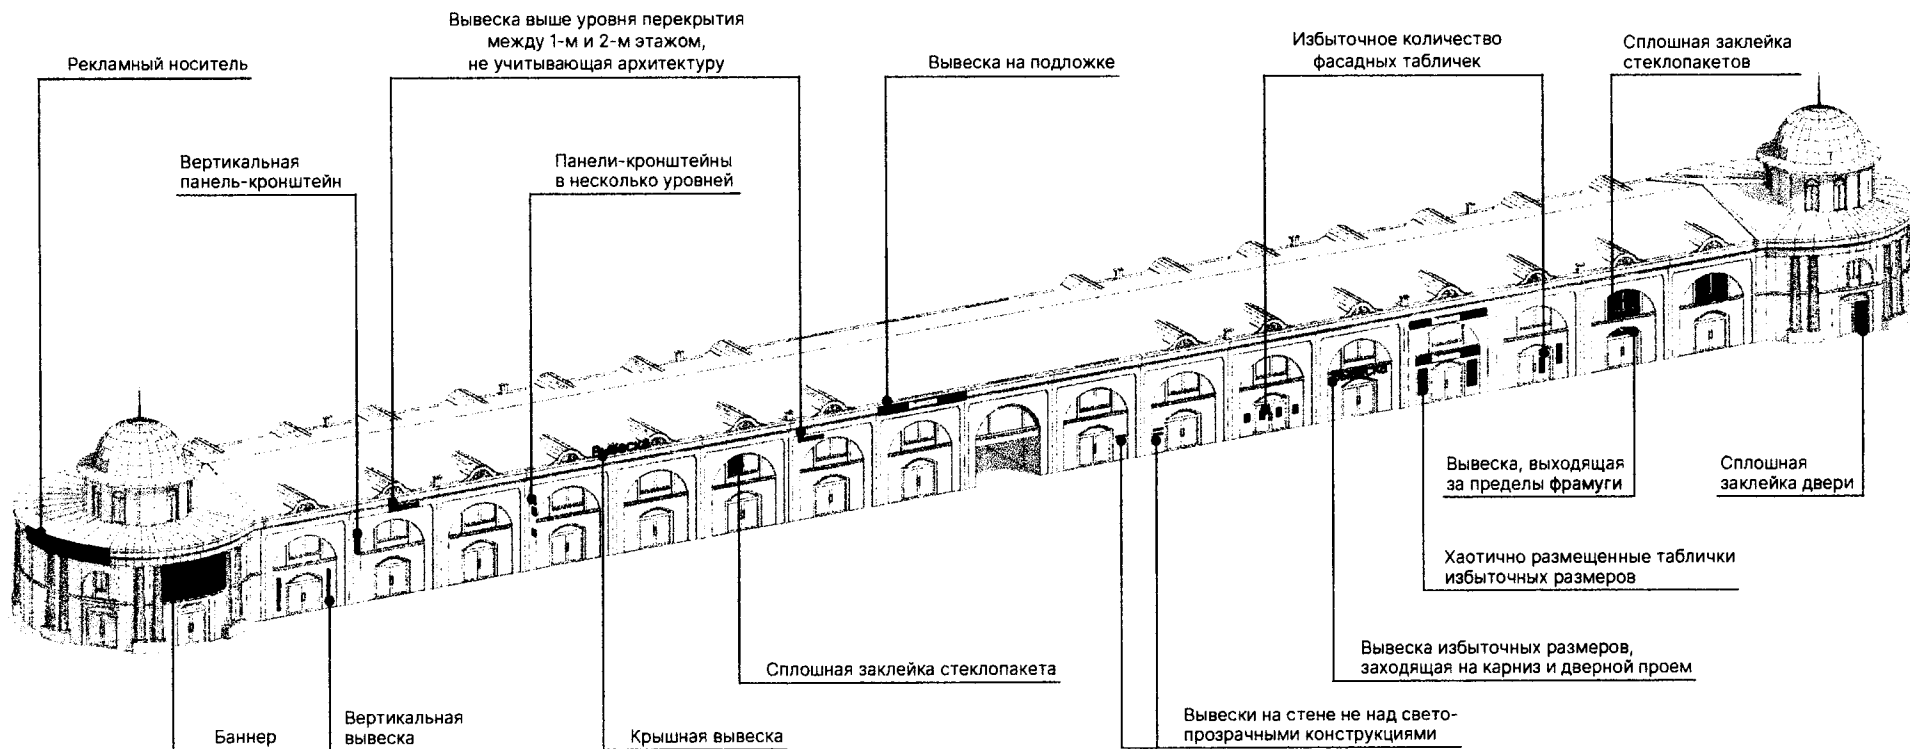 Вывеска выше уровня перекрытия
между 1-м и 2-м этажом,
не учитывающая архитектуру
Рекламный носитель
Вывеска на подложке
Избыточное количество
фасадных табличек
Сплошная заклейка
стеклопакетов
Вертикальная
панель-кронштейн
Панели-кронштейны
в несколько уровней
Вывеска
Вывеска
Вывеска, выходящая
за пределы фрамуги
Сплошная
заклейка двери
Хаотично размещенные таблички
избыточных размеров
Вывеска избыточных размеров,
заходящая на карниз и дверной проем
Сплошная заклейка стеклопакета
Вывески на стене не над свето-
прозрачными конструкциями
Баннер
Вертикальная
вывеска
Крышная вывеска